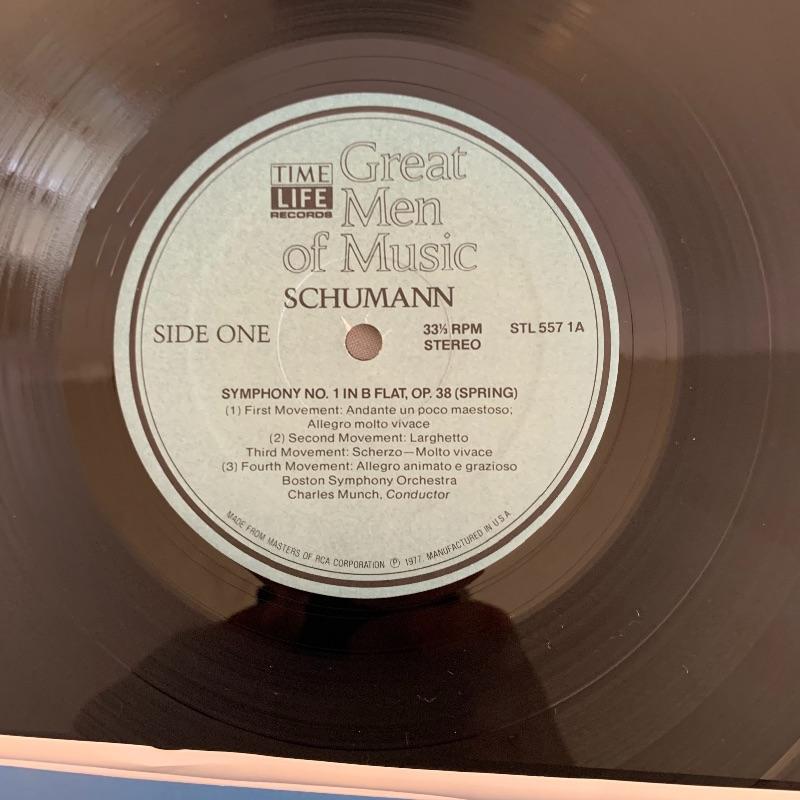 TIME
LIFE
RECORDS
Great
Men
of Music
SCHUMANN
SIDE ONE
33⅓ RPM
STEREO
STL 557 1A
SYMPHONY NO. 1 IN B FLAT, OP. 38 (SPRING)
(1) First Movement: Andante un poco maestoso;
Allegro molto vivace
(2) Second Movement: Larghetto
Third Movement: Scherzo—Molto vivace
(3) Fourth Movement: Allegro animato e grazioso
Boston Symphony Orchestra
Charles Munch, Conductor
MADE FROM MASTERS OF RCA CORPORATION Ⓟ 1977. MANUFACTURED IN U.S.A.